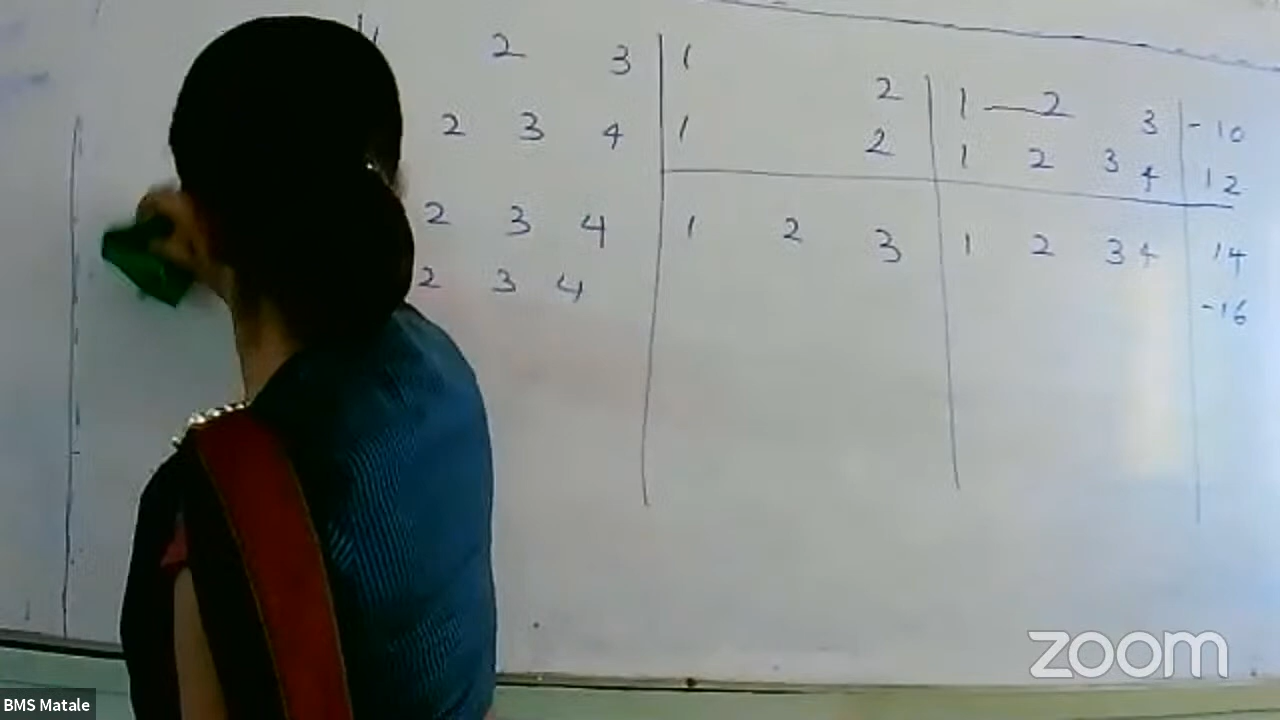 2 3 | 1 2 | 1 — 2 3 | -10
2 3 4 | 1 2 | 1 2 3 4 | 12
2 3 4 | 1 2 3 | 1 2 3 4 | 14
2 3 4 -16
zoom
BMS Matale